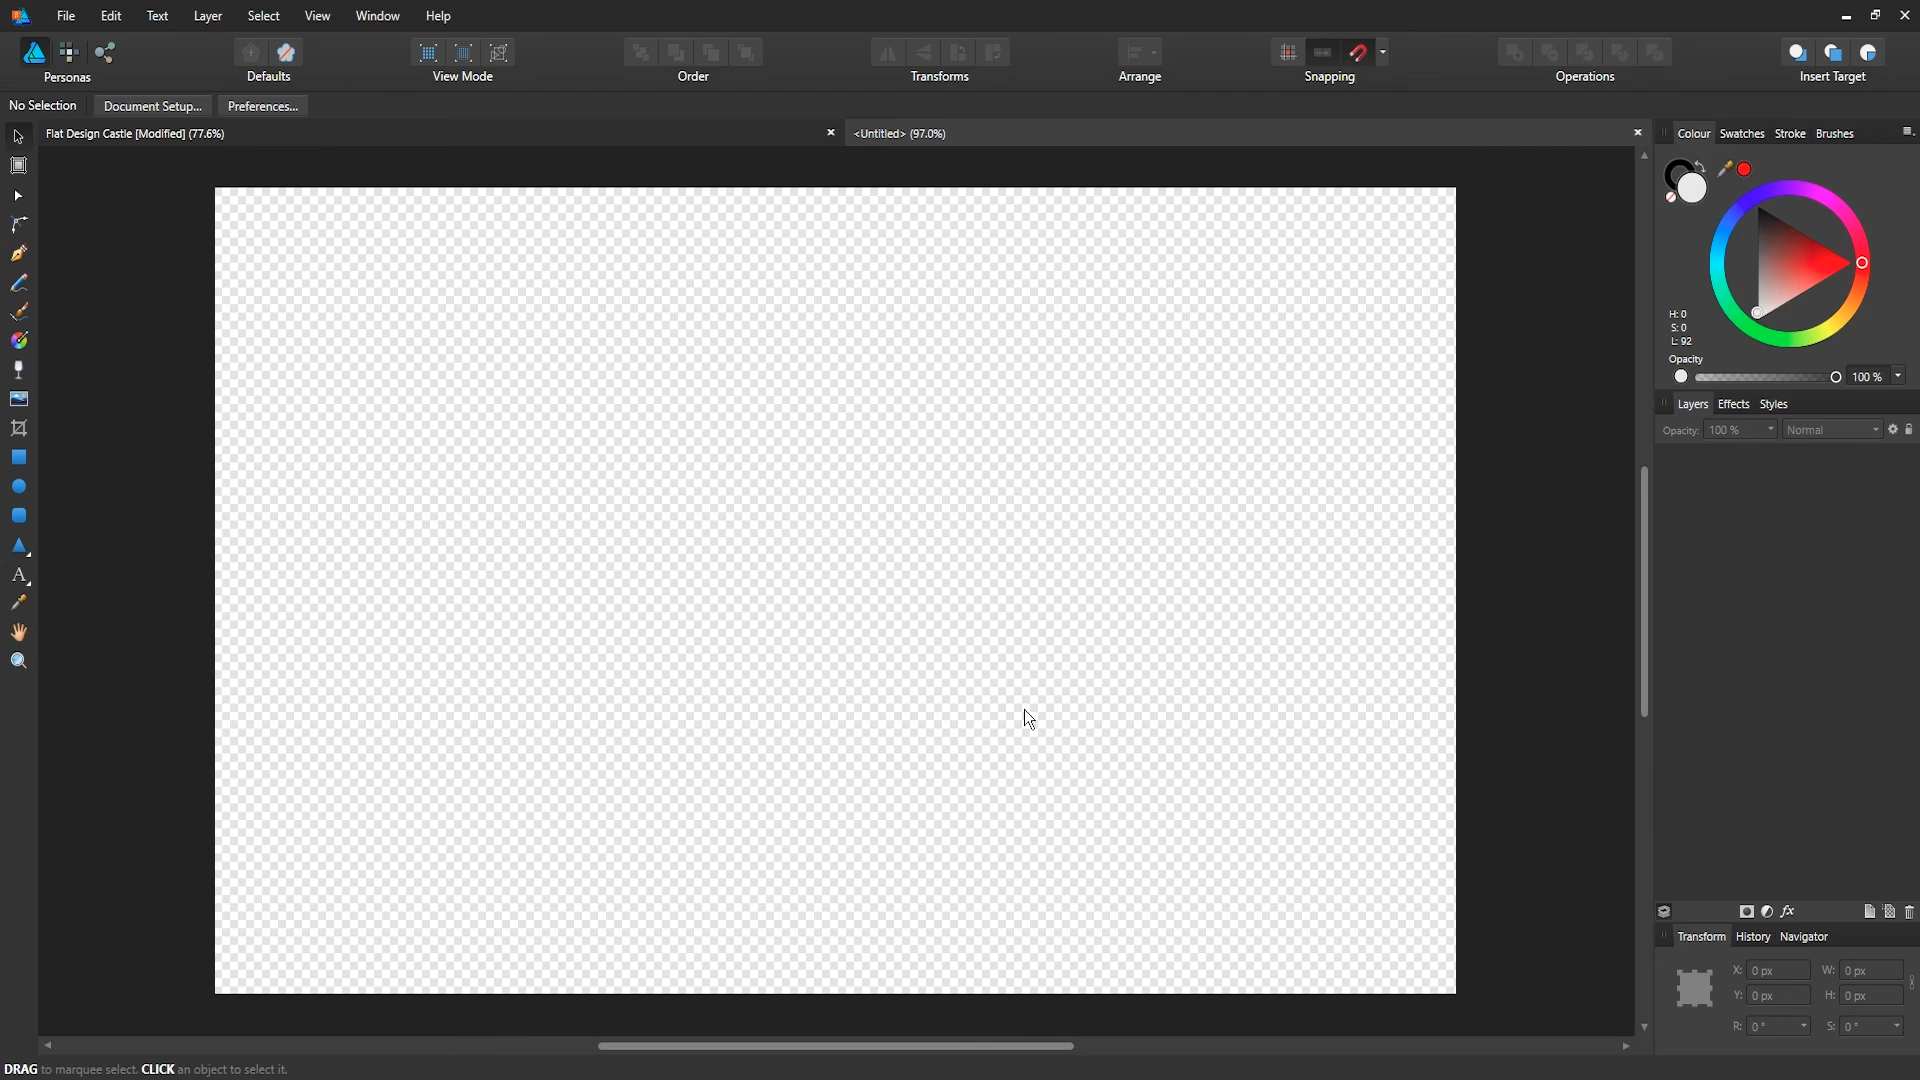 File Edit Text Layer Select View Window Help
Personas Defaults View Mode Order Transforms Arrange Snapping Operations Insert Target
No Selection Document Setup... Preferences...
Flat Design Castle [Modified] (77.6%) <Untitled> (97.0%)
Colour Swatches Stroke Brushes
H: 0
S: 0
L: 92
Opacity
100 %
Layers Effects Styles
Opacity: 100 % Normal
fx
Transform History Navigator
X: 0 px W: 0 px
Y: 0 px H: 0 px
R: 0 ° S: 0 °
DRAG to marquee select. CLICK an object to select it.